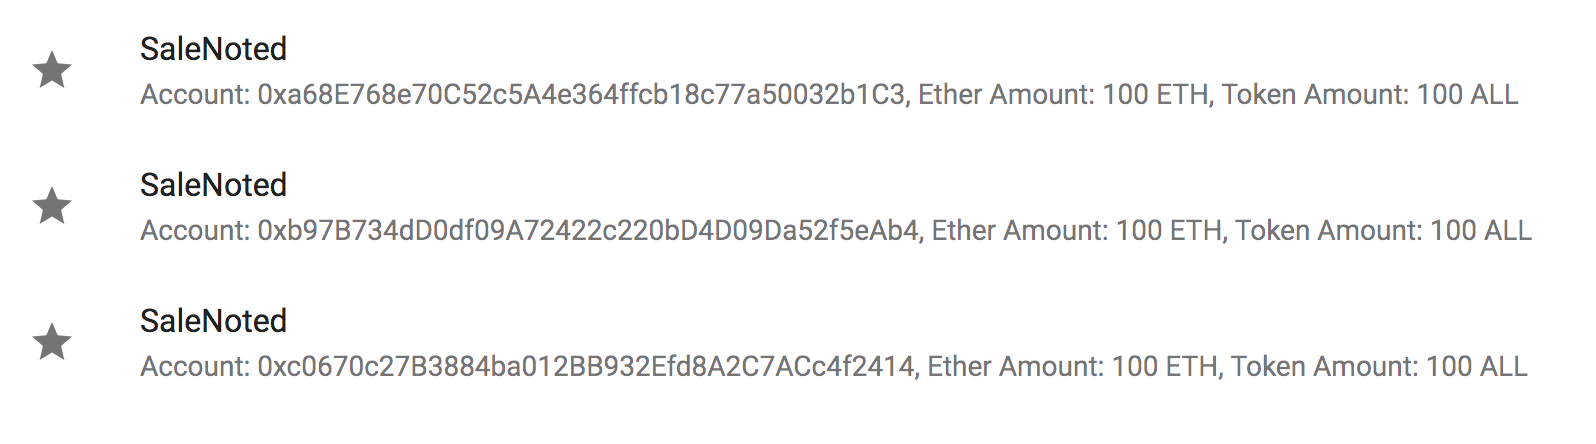 SaleNoted
Account: 0xa68E768e70C52c5A4e364ffcb18c77a50032b1C3, Ether Amount: 100 ETH, Token Amount: 100 ALL
SaleNoted
Account: 0xb97B734dD0df09A72422c220bD4D09Da52f5eAb4, Ether Amount: 100 ETH, Token Amount: 100 ALL
SaleNoted
Account: 0xc0670c27B3884ba012BB932Efd8A2C7ACc4f2414, Ether Amount: 100 ETH, Token Amount: 100 ALL